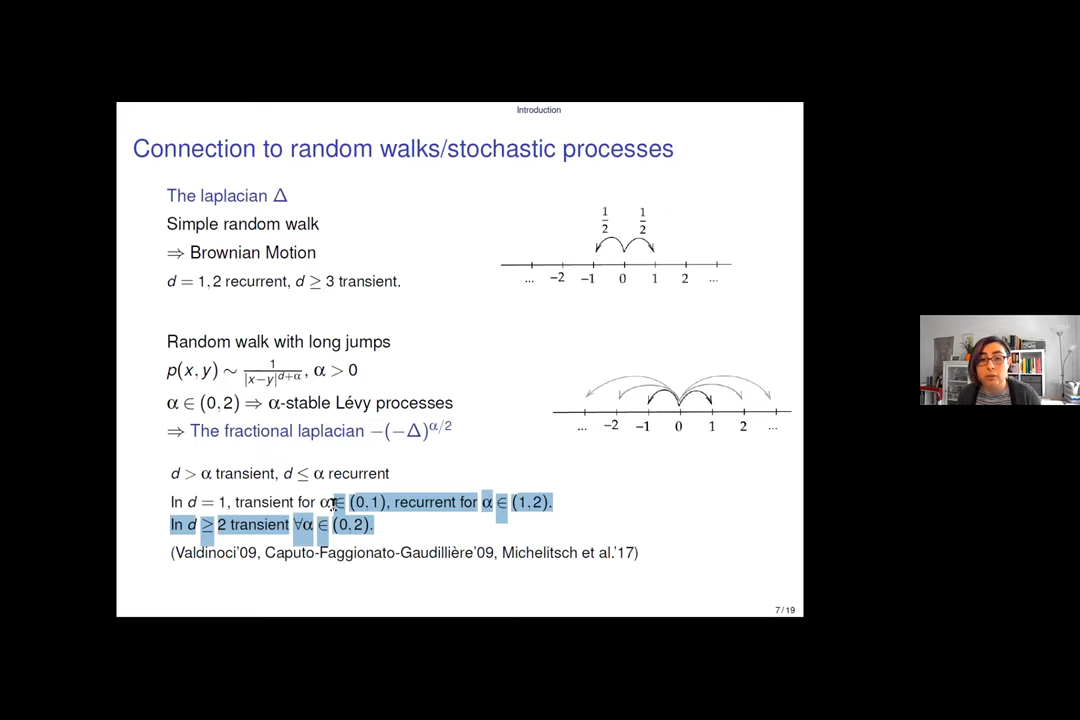 Introduction
Connection to random walks/stochastic processes
The laplacian Δ
Simple random walk
⇒ Brownian Motion
d = 1, 2 recurrent, d ≥ 3 transient.
1/2 1/2
... −2 −1 0 1 2 ...
Random walk with long jumps
p(x, y) ∼ 1/|x−y|^{d+α}, α > 0
α ∈ (0, 2) ⇒ α-stable Lévy processes
⇒ The fractional laplacian −(−Δ)^{α/2}
... −2 −1 0 1 2 ...
d > α transient, d ≤ α recurrent
In d = 1, transient for α ∈ (0, 1), recurrent for α ∈ (1, 2).
In d ≥ 2 transient ∀α ∈ (0, 2).
(Valdinoci'09, Caputo-Faggionato-Gaudillière'09, Michelitsch et al.'17)
7 / 19